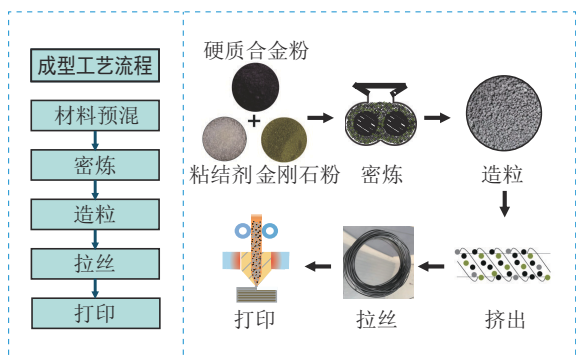 成型工艺流程
材料预混
密炼
造粒
拉丝
打印
硬质合金粉
+
粘结剂 金刚石粉
密炼
造粒
打印
拉丝
挤出